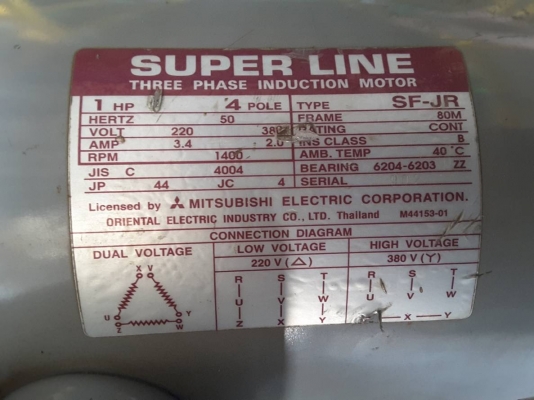 SUPER LINE
THREE PHASE INDUCTION MOTOR
1 HP 4 POLE TYPE SF-JR
HERTZ 50 FRAME 80M
VOLT 220 380 RATING CONT
AMP 3.4 2.0 INS CLASS B
RPM 1400 AMB. TEMP 40 °C
JIS C 4004 BEARING 6204-6203 ZZ
JP 44 JC 4 SERIAL
Licensed by MITSUBISHI ELECTRIC CORPORATION.
ORIENTAL ELECTRIC INDUSTRY CO., LTD. Thailand M44153-01
CONNECTION DIAGRAM
DUAL VOLTAGE LOW VOLTAGE HIGH VOLTAGE
220 V (△) 380 V (Y)
X V R S T R S T
U Y U V W U V W
Z W Z X Y X Y